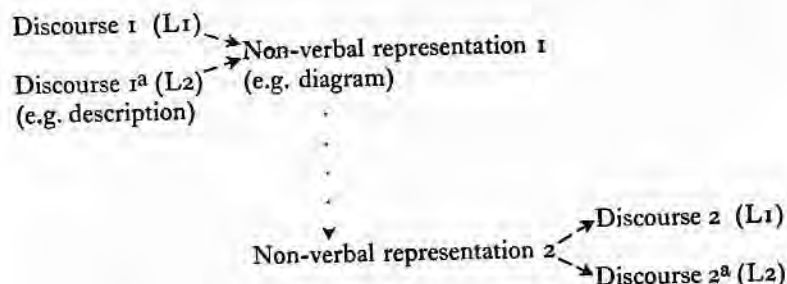 Discourse 1 (L1)
Non-verbal representation 1
Discourse 1ᵃ (L2)
(e.g. diagram)
(e.g. description)
Discourse 2 (L1)
Non-verbal representation 2
Discourse 2ᵃ (L2)